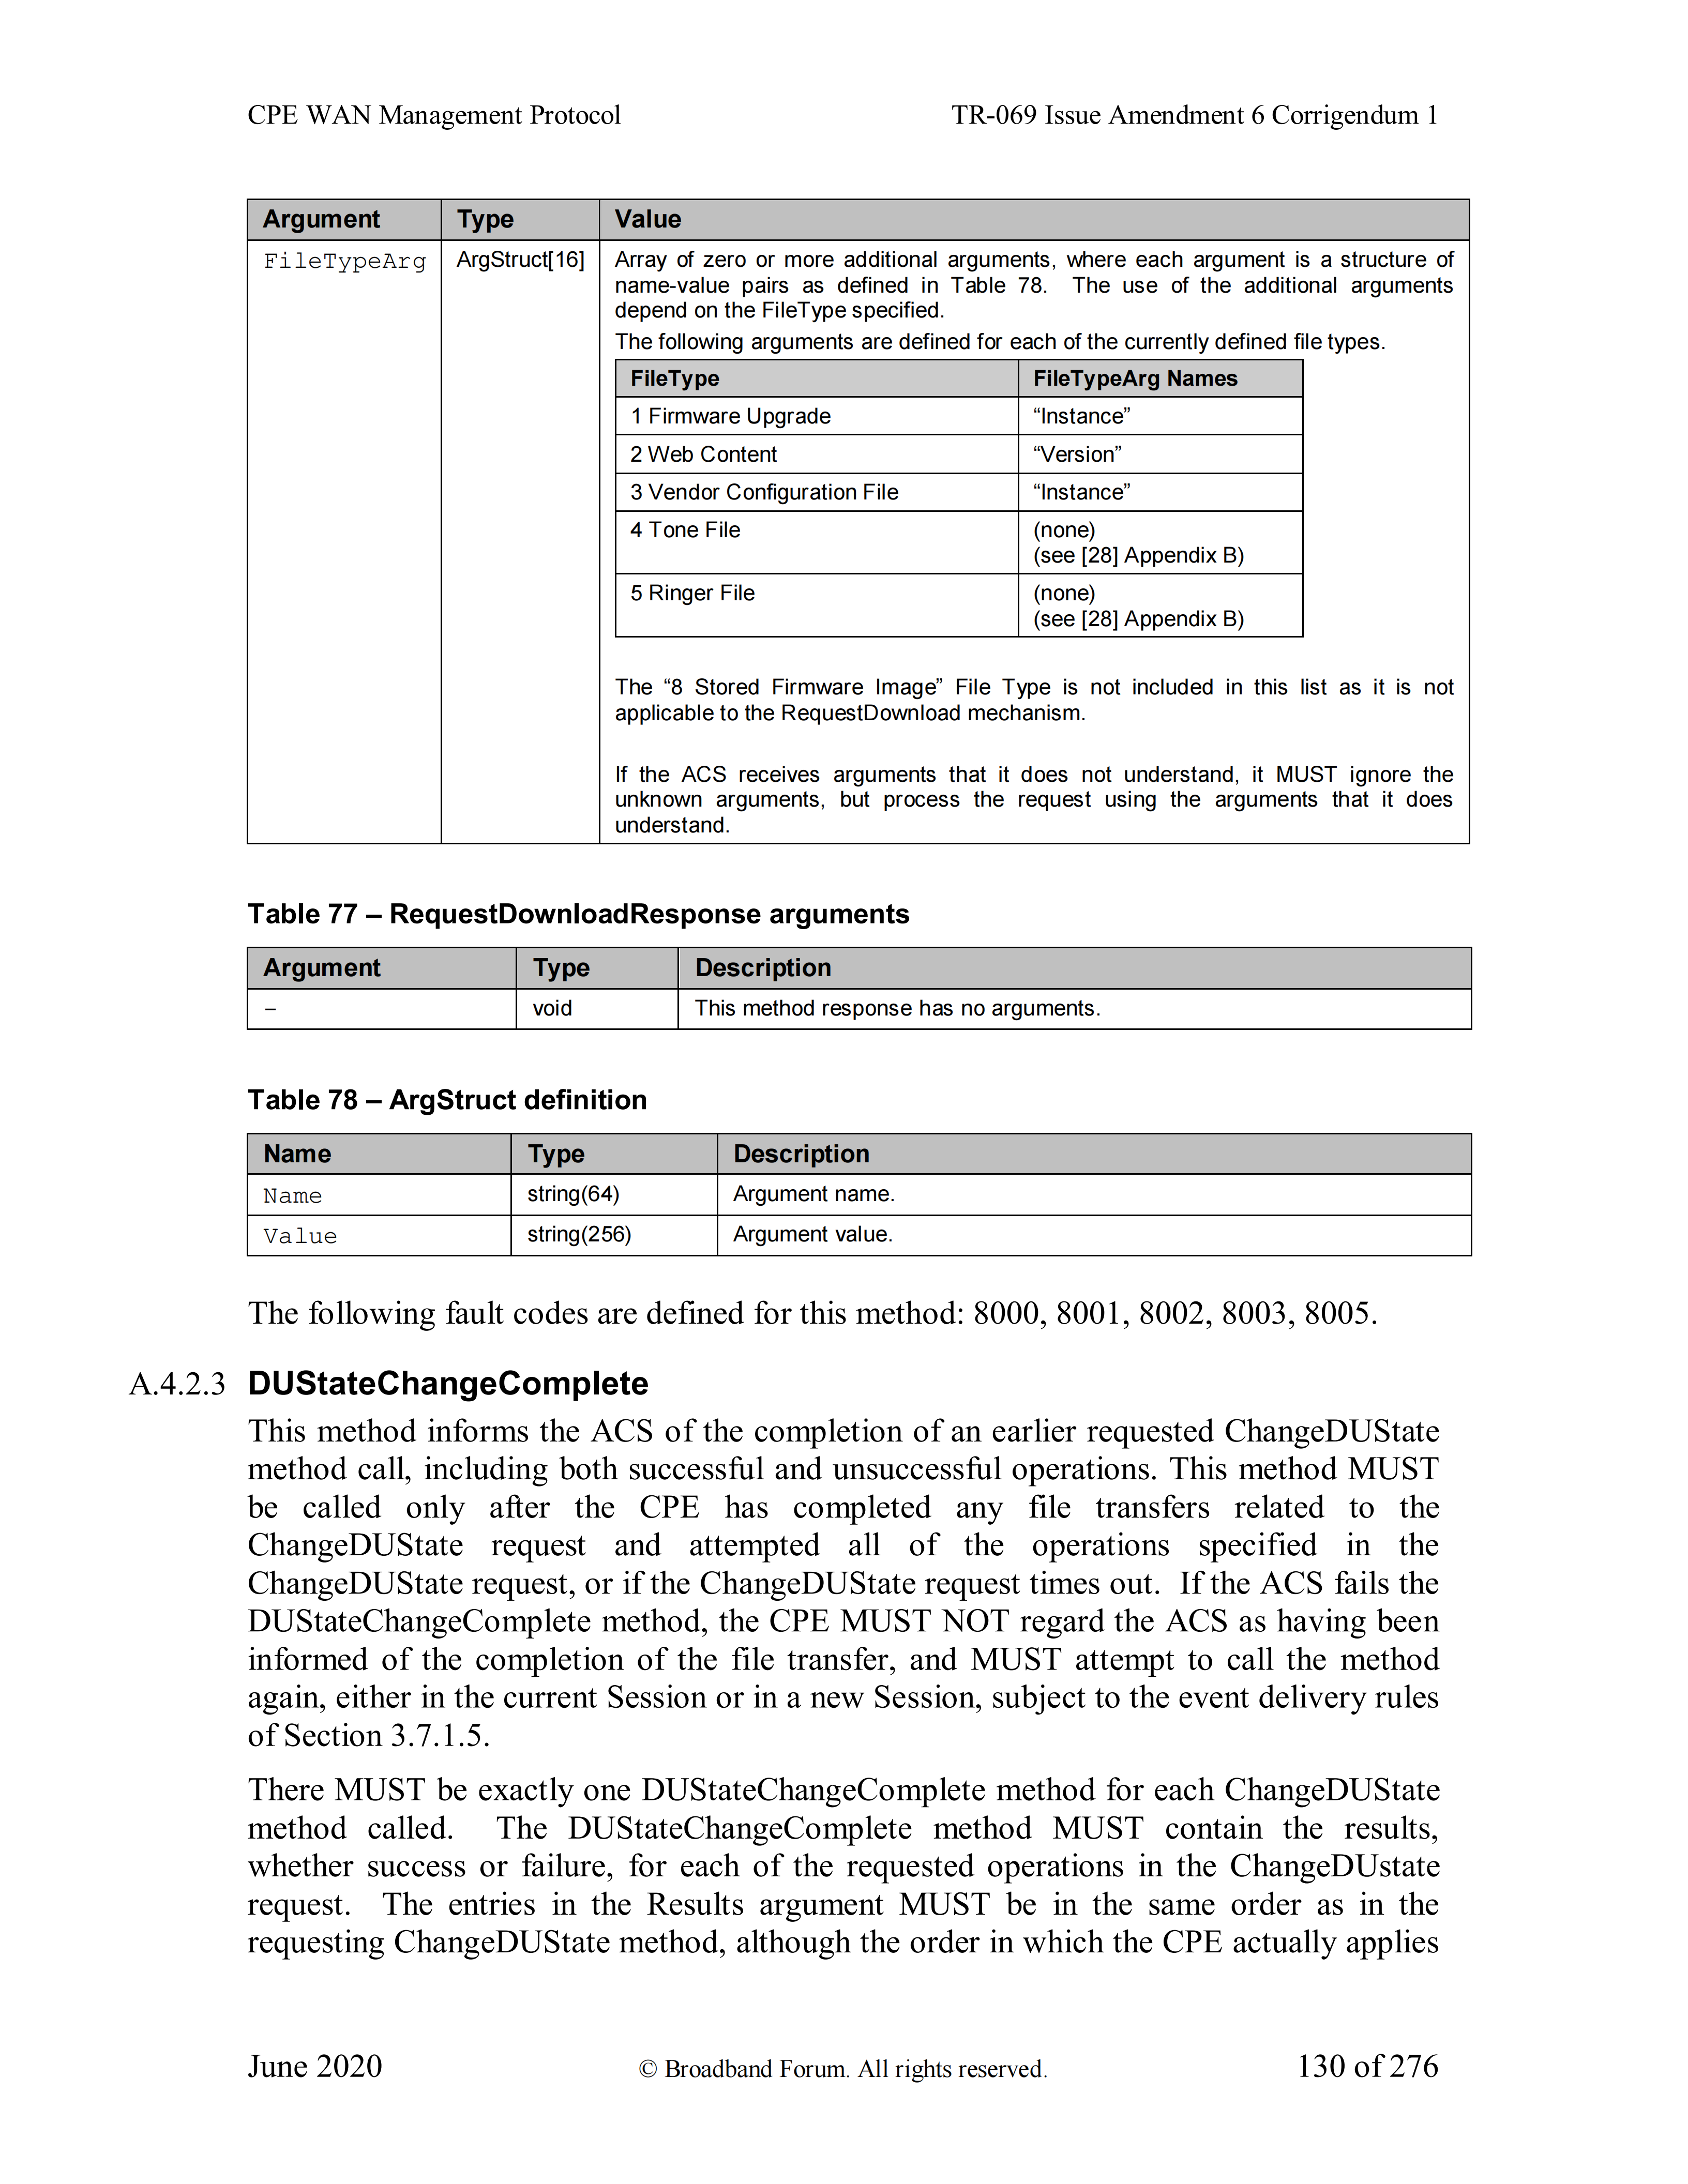 CPE WAN Management Protocol TR-069 Issue Amendment 6 Corrigendum 1
Argument Type Value
FileTypeArg ArgStruct[16] Array of zero or more additional arguments, where each argument is a structure of
name-value pairs as defined in Table 78. The use of the additional arguments
depend on the FileType specified.
The following arguments are defined for each of the currently defined file types.
FileType FileTypeArg Names
1 Firmware Upgrade “Instance”
2 Web Content “Version”
3 Vendor Configuration File “Instance”
4 Tone File (none)
(see [28] Appendix B)
5 Ringer File (none)
(see [28] Appendix B)
The “8 Stored Firmware Image” File Type is not included in this list as it is not
applicable to the RequestDownload mechanism.
If the ACS receives arguments that it does not understand, it MUST ignore the
unknown arguments, but process the request using the arguments that it does
understand.
Table 77 – RequestDownloadResponse arguments
Argument Type Description
– void This method response has no arguments.
Table 78 – ArgStruct definition
Name Type Description
Name string(64) Argument name.
Value string(256) Argument value.
The following fault codes are defined for this method: 8000, 8001, 8002, 8003, 8005.
A.4.2.3 DUStateChangeComplete
This method informs the ACS of the completion of an earlier requested ChangeDUState
method call, including both successful and unsuccessful operations. This method MUST
be called only after the CPE has completed any file transfers related to the
ChangeDUState request and attempted all of the operations specified in the
ChangeDUState request, or if the ChangeDUState request times out. If the ACS fails the
DUStateChangeComplete method, the CPE MUST NOT regard the ACS as having been
informed of the completion of the file transfer, and MUST attempt to call the method
again, either in the current Session or in a new Session, subject to the event delivery rules
of Section 3.7.1.5.
There MUST be exactly one DUStateChangeComplete method for each ChangeDUState
method called. The DUStateChangeComplete method MUST contain the results,
whether success or failure, for each of the requested operations in the ChangeDUstate
request. The entries in the Results argument MUST be in the same order as in the
requesting ChangeDUState method, although the order in which the CPE actually applies
June 2020 © Broadband Forum. All rights reserved. 130 of 276